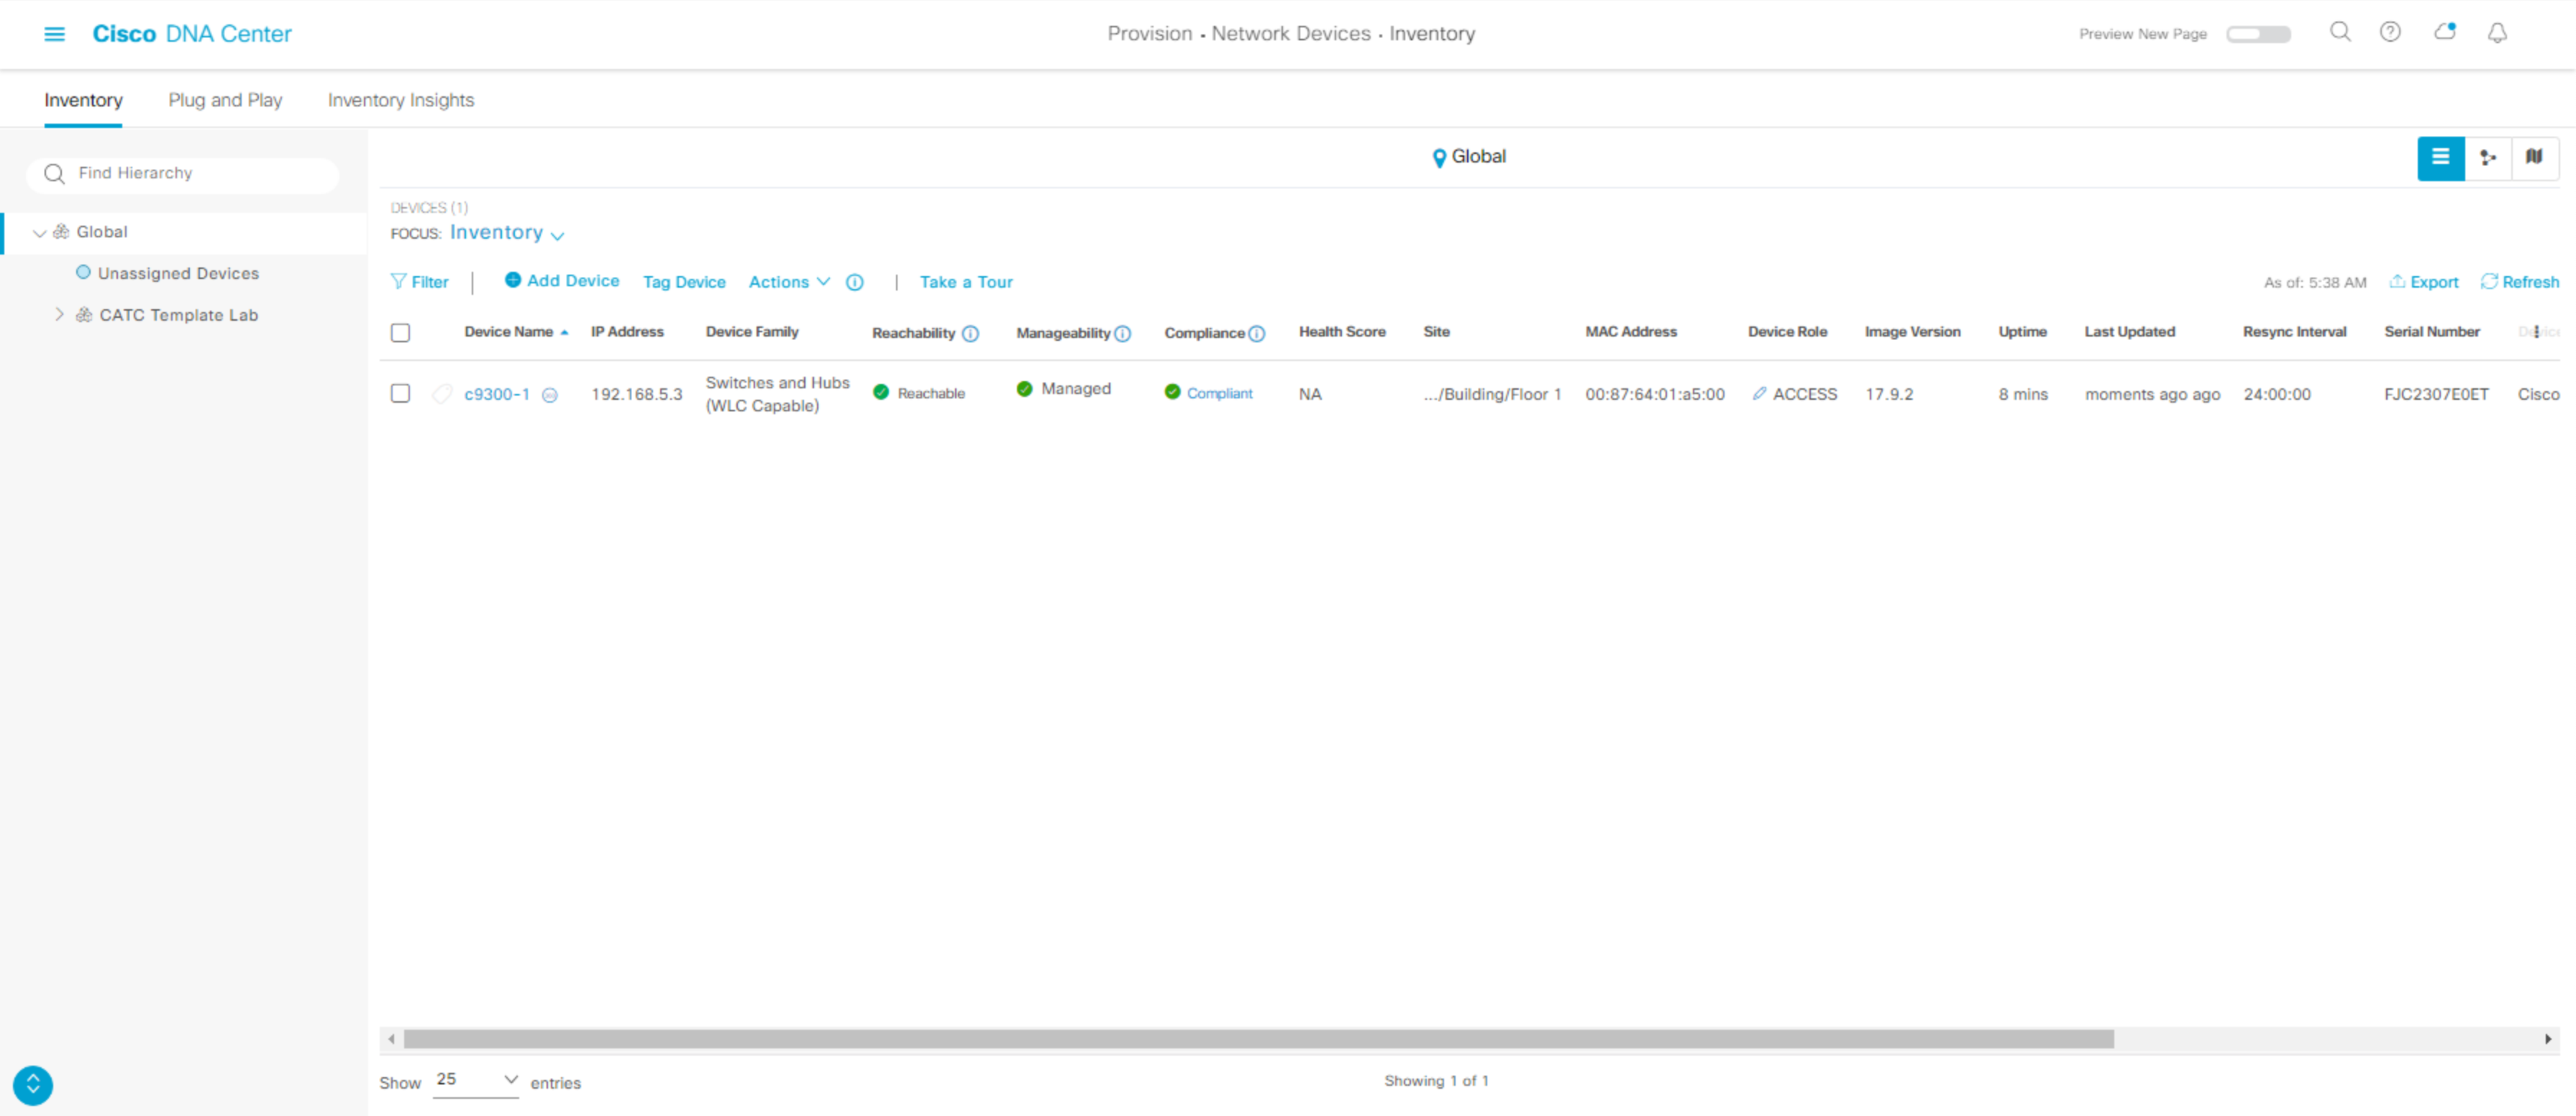 Cisco DNA Center
Provision • Network Devices • Inventory
Preview New Page
Inventory
Plug and Play
Inventory Insights
Find Hierarchy
Global
Unassigned Devices
CATC Template Lab
Global
DEVICES (1)
FOCUS: Inventory
Filter | Add Device Tag Device Actions | Take a Tour
As of: 5:38 AM Export Refresh
Device Name IP Address Device Family Reachability Manageability Compliance Health Score Site MAC Address Device Role Image Version Uptime Last Updated Resync Interval Serial Number Device
c9300-1 192.168.5.3 Switches and Hubs (WLC Capable) Reachable Managed Compliant NA .../Building/Floor 1 00:87:64:01:a5:00 ACCESS 17.9.2 8 mins moments ago ago 24:00:00 FJC2307E0ET Cisco
Show 25 entries
Showing 1 of 1